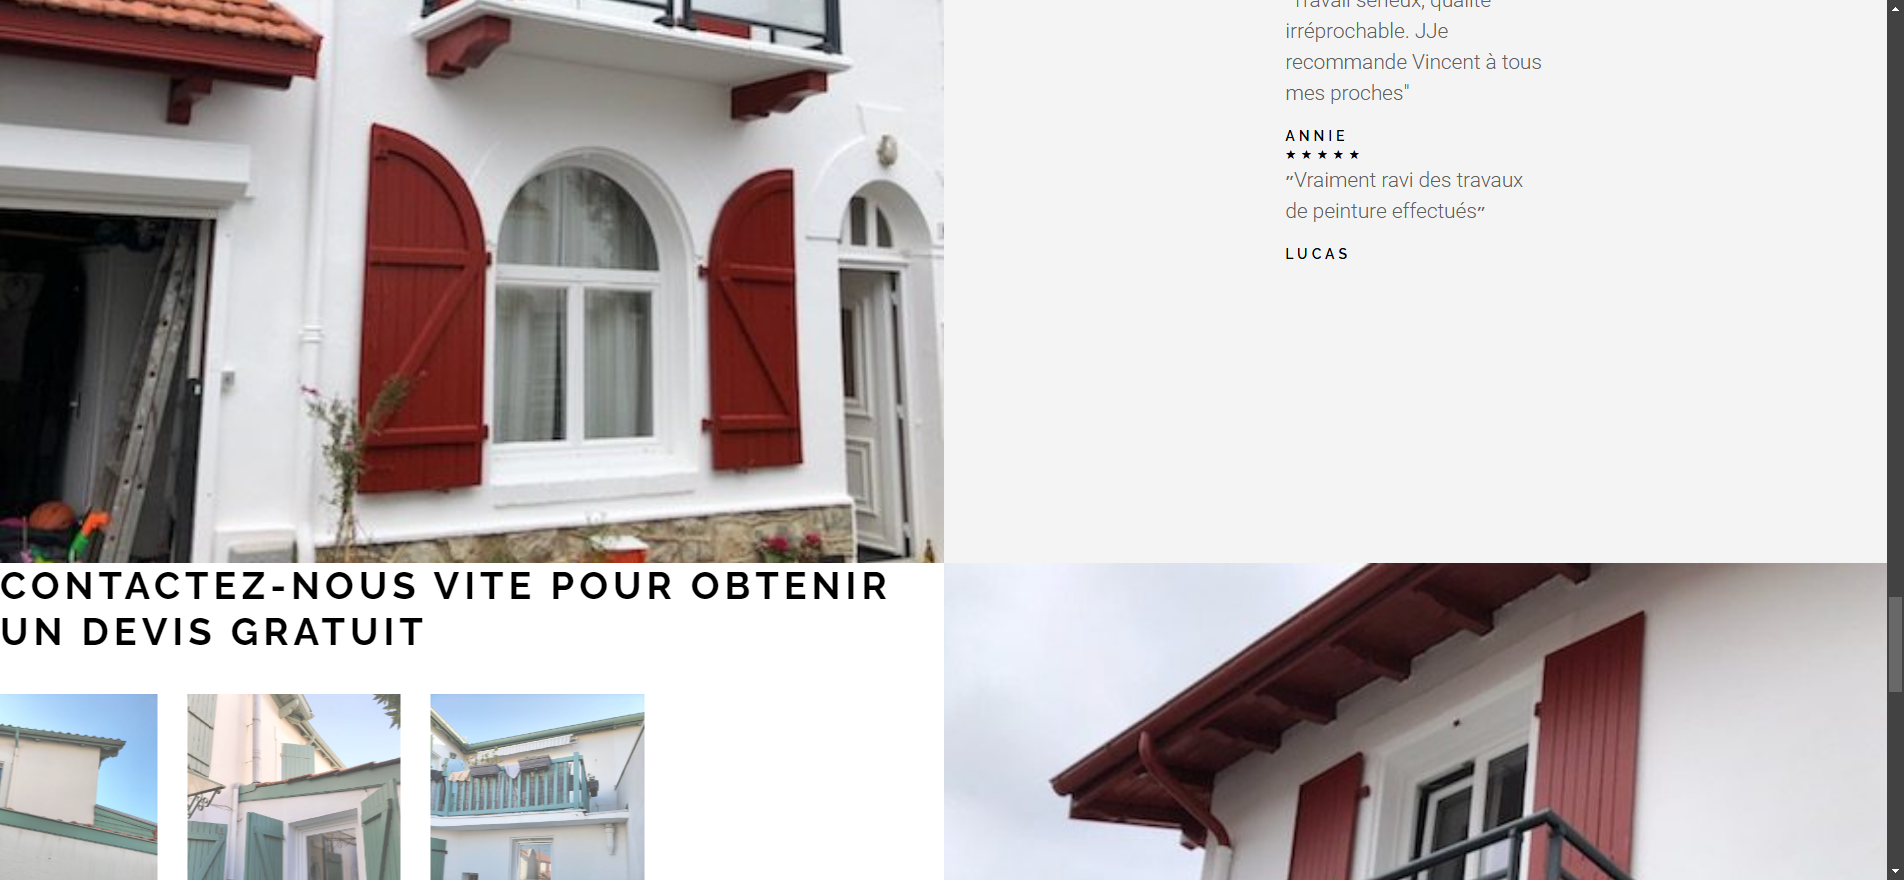 "Travail sérieux, qualité
irréprochable. JJe
recommande Vincent à tous
mes proches"
ANNIE
★★★★★
"Vraiment ravi des travaux
de peinture effectués"
LUCAS
CONTACTEZ-NOUS VITE POUR OBTENIR
UN DEVIS GRATUIT